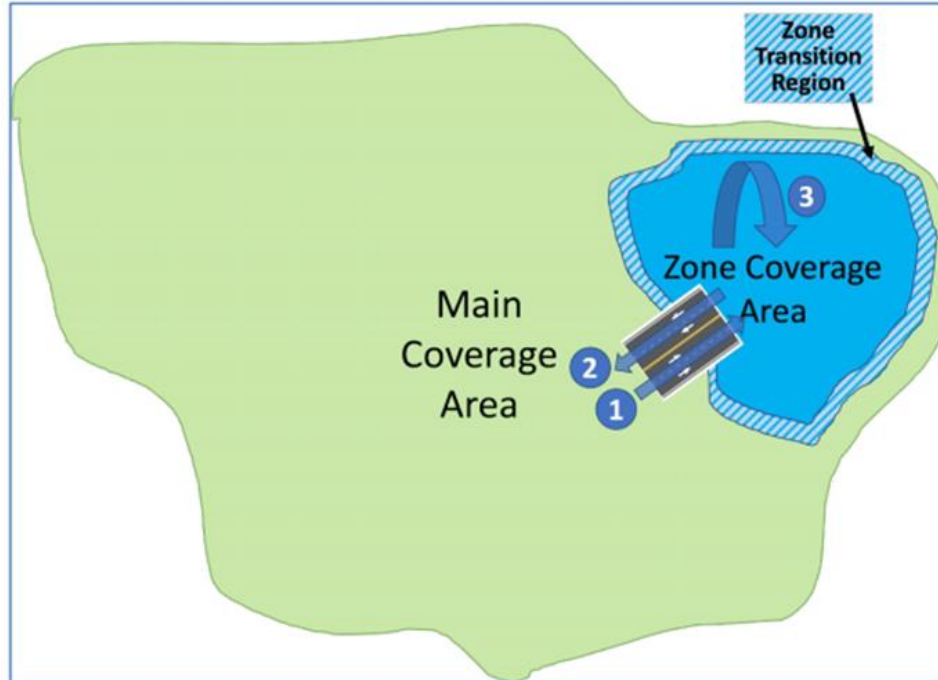 Zone
Transition
Region
3
Zone Coverage
Area
Main
Coverage
Area
2
1